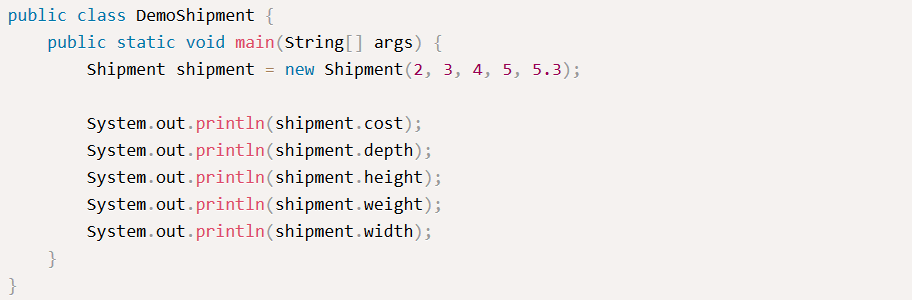 public class DemoShipment {
    public static void main(String[] args) {
        Shipment shipment = new Shipment(2, 3, 4, 5, 5.3);

        System.out.println(shipment.cost);
        System.out.println(shipment.depth);
        System.out.println(shipment.height);
        System.out.println(shipment.weight);
        System.out.println(shipment.width);
    }
}